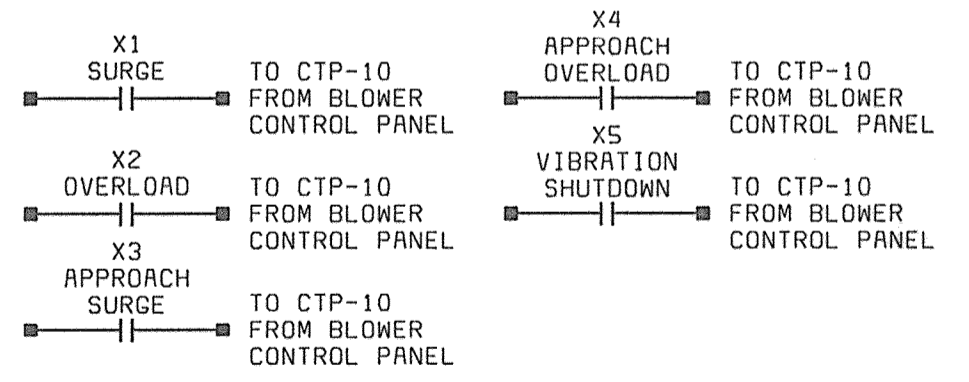 X1
SURGE
TO CTP-10
FROM BLOWER
CONTROL PANEL
X2
OVERLOAD
TO CTP-10
FROM BLOWER
CONTROL PANEL
X3
APPROACH
SURGE
TO CTP-10
FROM BLOWER
CONTROL PANEL
X4
APPROACH
OVERLOAD
TO CTP-10
FROM BLOWER
CONTROL PANEL
X5
VIBRATION
SHUTDOWN
TO CTP-10
FROM BLOWER
CONTROL PANEL